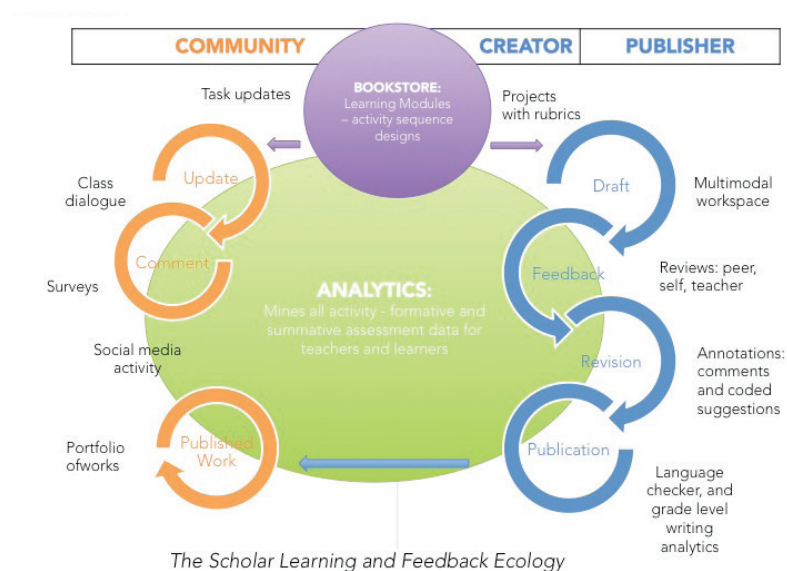 COMMUNITY
CREATOR
PUBLISHER
BOOKSTORE:
Learning Modules
– activity sequence
designs
Task updates
Projects
with rubrics
Update
Class
dialogue
Draft
Multimodal
workspace
Comment
Feedback
Surveys
Reviews: peer,
self, teacher
ANALYTICS:
Mines all activity - formative and
summative assessment data for
teachers and learners
Social media
activity
Revision
Annotations:
comments
and coded
suggestions
Portfolio
ofworks
Published
Work
Publication
Language
checker, and
grade level
writing
analytics
The Scholar Learning and Feedback Ecology